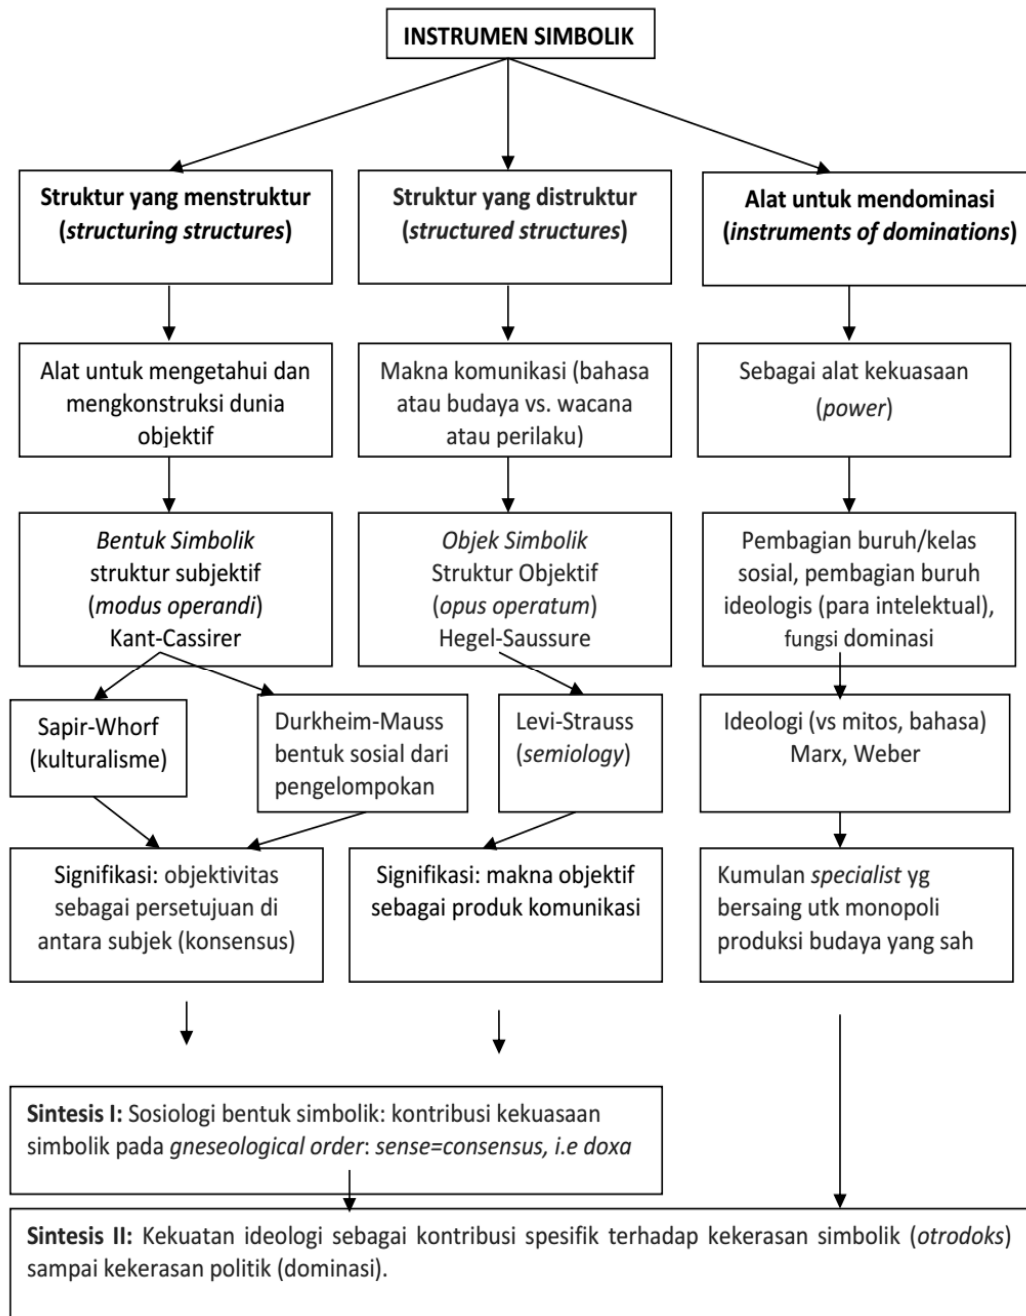 INSTRUMEN SIMBOLIK
Struktur yang menstruktur
(structuring structures)
Struktur yang distruktur
(structured structures)
Alat untuk mendominasi
(instruments of dominations)
Alat untuk mengetahui dan
mengkonstruksi dunia
objektif
Makna komunikasi (bahasa
atau budaya vs. wacana
atau perilaku)
Sebagai alat kekuasaan
(power)
Bentuk Simbolik
struktur subjektif
(modus operandi)
Kant-Cassirer
Objek Simbolik
Struktur Objektif
(opus operatum)
Hegel-Saussure
Pembagian buruh/kelas
sosial, pembagian buruh
ideologis (para intelektual),
fungsi dominasi
Sapir-Whorf
(kulturalisme)
Durkheim-Mauss
bentuk sosial dari
pengelompokan
Levi-Strauss
(semiology)
Ideologi (vs mitos, bahasa)
Marx, Weber
Signifikasi: objektivitas
sebagai persetujuan di
antara subjek (konsensus)
Signifikasi: makna objektif
sebagai produk komunikasi
Kumulan specialist yg
bersaing utk monopoli
produksi budaya yang sah
Sintesis I: Sosiologi bentuk simbolik: kontribusi kekuasaan
simbolik pada gneseological order: sense=consensus, i.e doxa
Sintesis II: Kekuatan ideologi sebagai kontribusi spesifik terhadap kekerasan simbolik (otrodoks)
sampai kekerasan politik (dominasi).